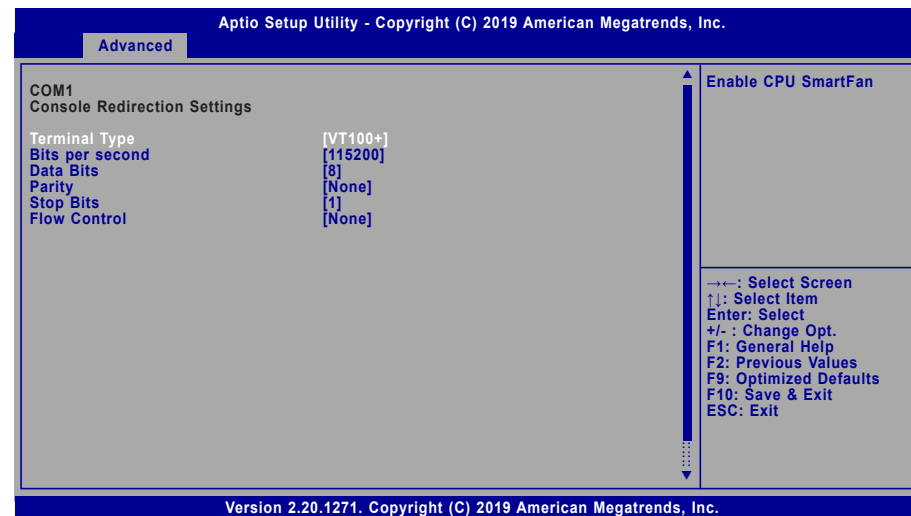 Aptio Setup Utility - Copyright (C) 2019 American Megatrends, Inc.
Advanced
COM1
Console Redirection Settings
Terminal Type [VT100+]
Bits per second [115200]
Data Bits [8]
Parity [None]
Stop Bits [1]
Flow Control [None]
Enable CPU SmartFan
→←: Select Screen
↑↓: Select Item
Enter: Select
+/- : Change Opt.
F1: General Help
F2: Previous Values
F9: Optimized Defaults
F10: Save & Exit
ESC: Exit
Version 2.20.1271. Copyright (C) 2019 American Megatrends, Inc.